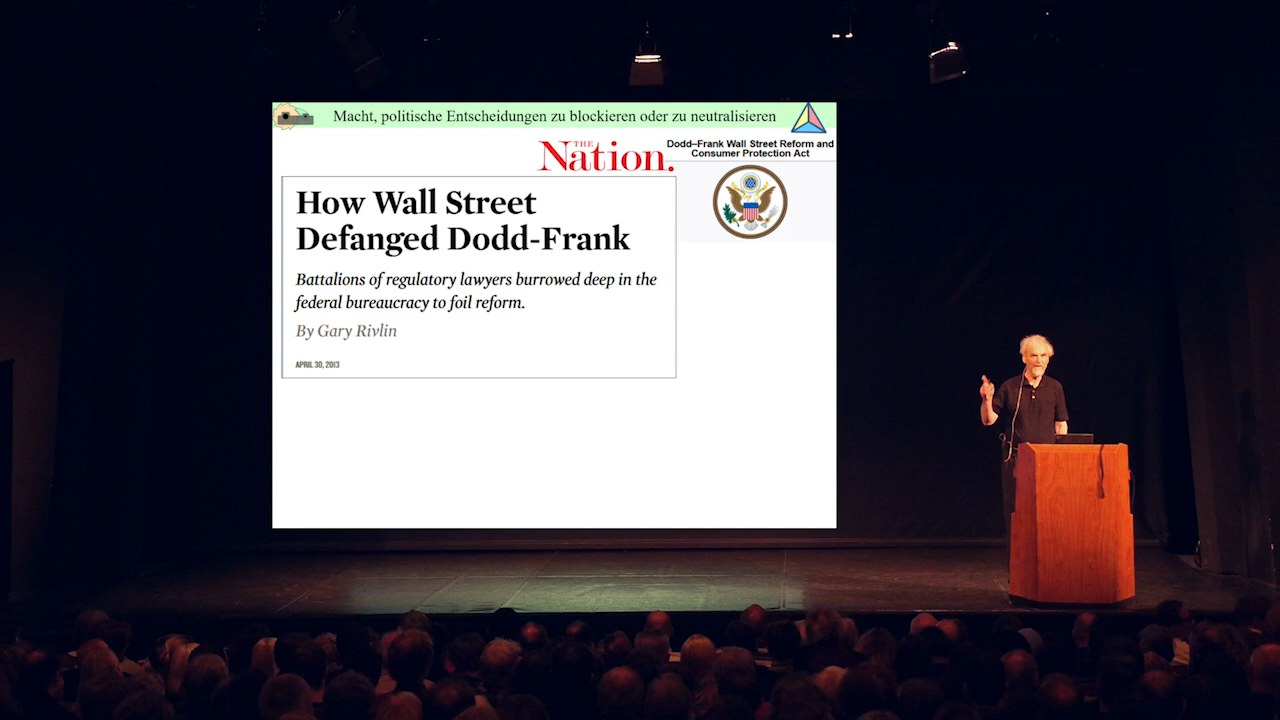 Macht, politische Entscheidungen zu blockieren oder zu neutralisieren
THE
Nation.
Dodd–Frank Wall Street Reform and
Consumer Protection Act
How Wall Street
Defanged Dodd-Frank
Battalions of regulatory lawyers burrowed deep in the
federal bureaucracy to foil reform.
By Gary Rivlin
APRIL 30, 2013